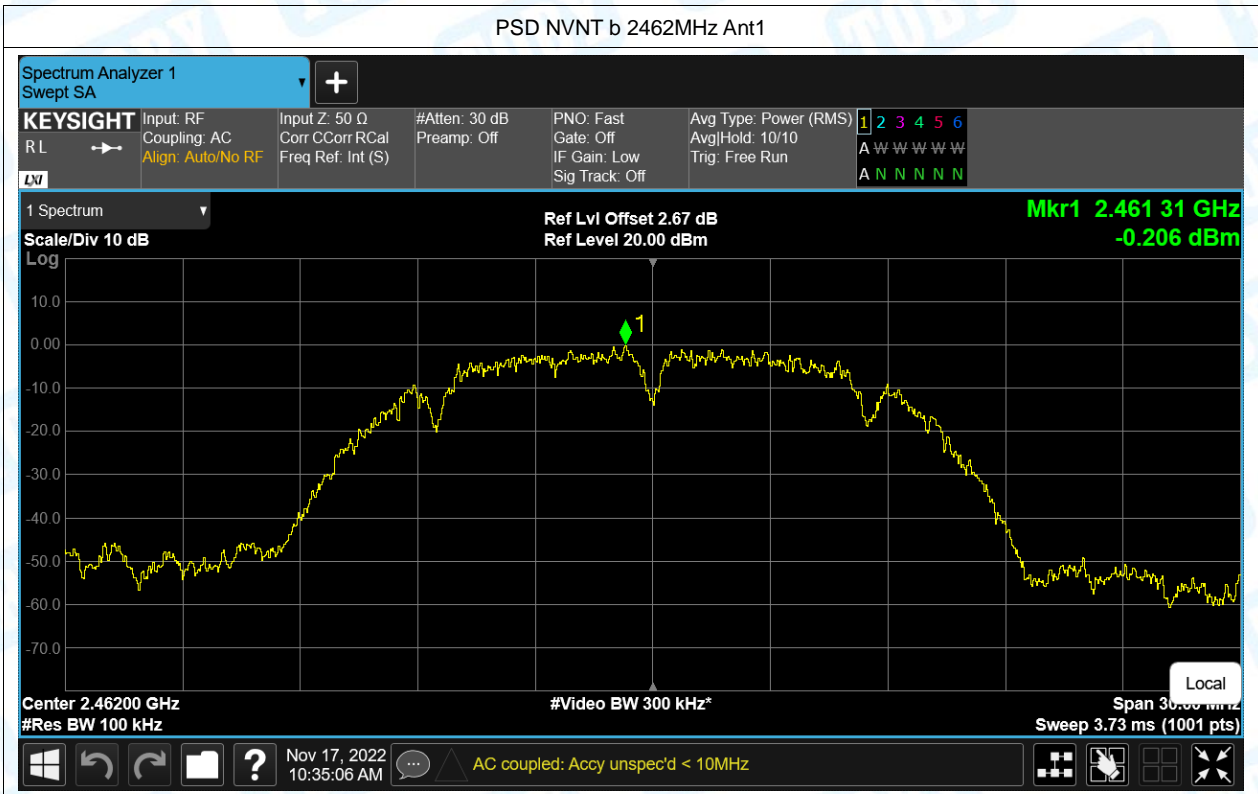 PSD NVNT b 2462MHz Ant1
Spectrum Analyzer 1
Swept SA
KEYSIGHT
Input: RF
Input Z: 50 Ω
#Atten: 30 dB
PNO: Fast
Avg Type: Power (RMS)
1 2 3 4 5 6
RL
Coupling: AC
Corr CCorr RCal
Preamp: Off
Gate: Off
Avg|Hold: 10/10
A W W W W W
Align: Auto/No RF
Freq Ref: Int (S)
IF Gain: Low
Trig: Free Run
LXI
Sig Track: Off
A N N N N N
1 Spectrum
Ref Lvl Offset 2.67 dB
Mkr1 2.461 31 GHz
Scale/Div 10 dB
Ref Level 20.00 dBm
-0.206 dBm
Log
10.0
1
0.00
-10.0
-20.0
-30.0
-40.0
-50.0
-60.0
-70.0
Local
Center 2.46200 GHz
#Video BW 300 kHz*
Span 30.00 MHz
#Res BW 100 kHz
Sweep 3.73 ms (1001 pts)
?
Nov 17, 2022
10:35:06 AM
AC coupled: Accy unspec'd < 10MHz